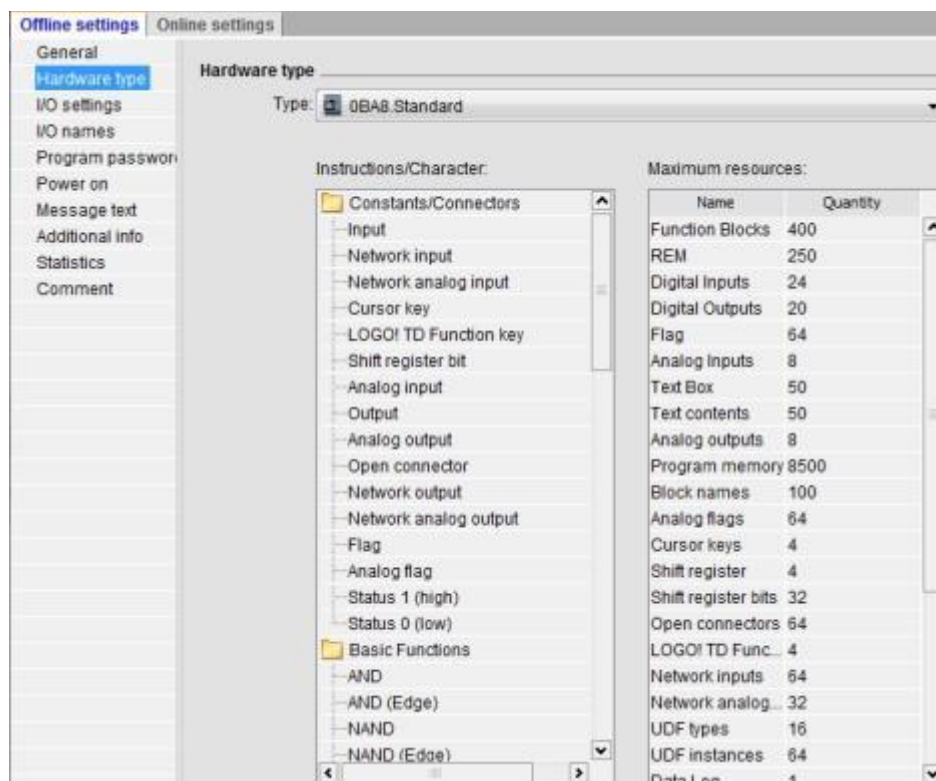 Offline settings Online settings
General
Hardware type
I/O settings
I/O names
Program passwor
Power on
Message text
Additional info
Statistics
Comment
Hardware type
Type: 0BA8.Standard
Instructions/Character:
Constants/Connectors
Input
Network input
Network analog input
Cursor key
LOGO! TD Function key
Shift register bit
Analog input
Output
Analog output
Open connector
Network output
Network analog output
Flag
Analog flag
Status 1 (high)
Status 0 (low)
Basic Functions
AND
AND (Edge)
NAND
NAND (Edge)
Maximum resources:
Name Quantity
Function Blocks 400
REM 250
Digital Inputs 24
Digital Outputs 20
Flag 64
Analog Inputs 8
Text Box 50
Text contents 50
Analog outputs 8
Program memory 8500
Block names 100
Analog flags 64
Cursor keys 4
Shift register 4
Shift register bits 32
Open connectors 64
LOGO! TD Func... 4
Network inputs 64
Network analog... 32
UDF types 16
UDF instances 64
Data Log 1